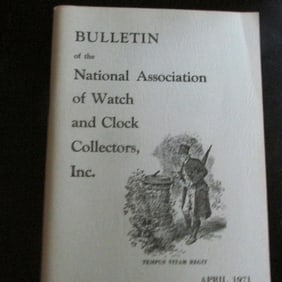 BULLETIN
of the
National Association
of Watch
and Clock
Collectors,
Inc.
TEMPUS VITAM REGIT
APRIL 1971